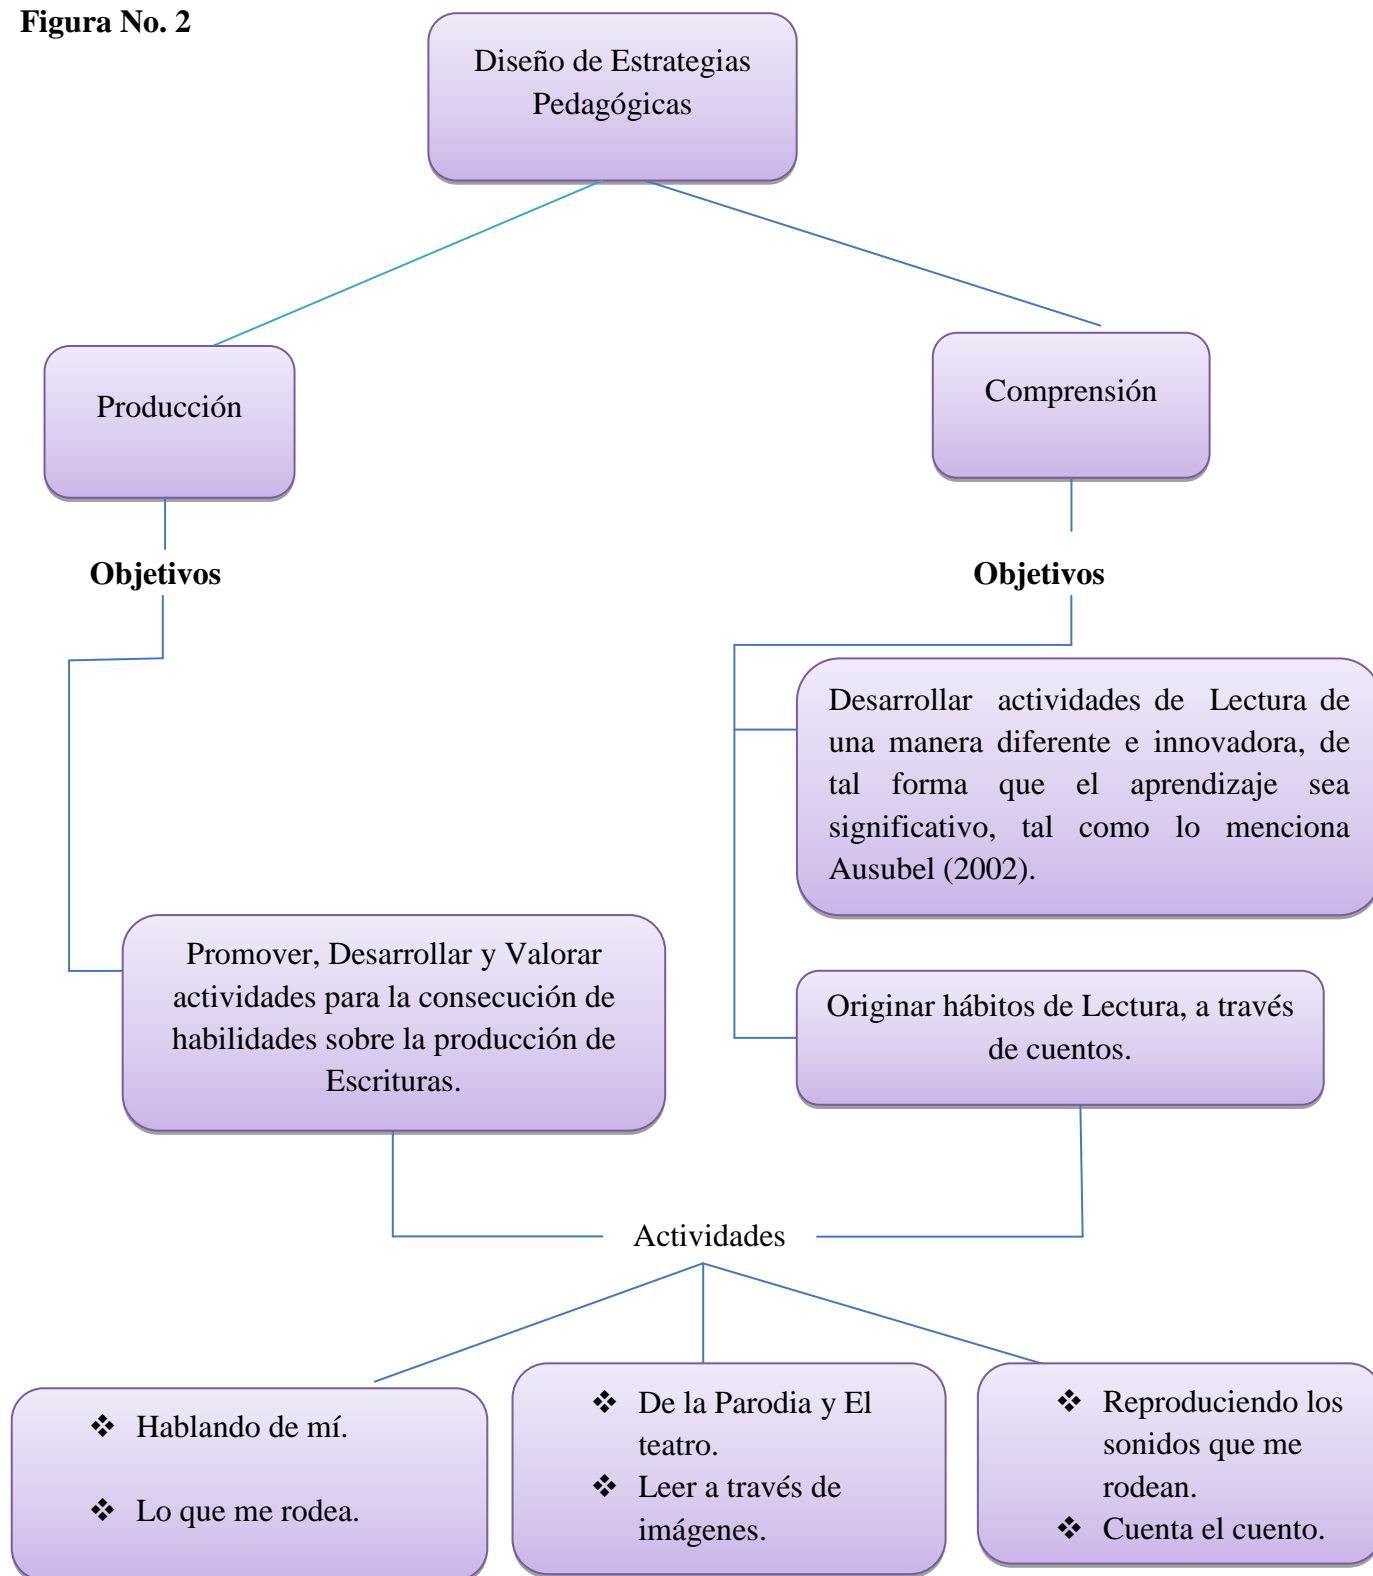 Figura No. 2
Diseño de Estrategias
Pedagógicas
Producción
Comprensión
Objetivos
Objetivos
Desarrollar actividades de Lectura de
una manera diferente e innovadora, de
tal forma que el aprendizaje sea
significativo, tal como lo menciona
Ausubel (2002).
Promover, Desarrollar y Valorar
actividades para la consecución de
habilidades sobre la producción de
Escrituras.
Originar hábitos de Lectura, a través
de cuentos.
Actividades
❖ Hablando de mí.
❖ Lo que me rodea.
❖ De la Parodia y El
teatro.
❖ Leer a través de
imágenes.
❖ Reproduciendo los
sonidos que me
rodean.
❖ Cuenta el cuento.